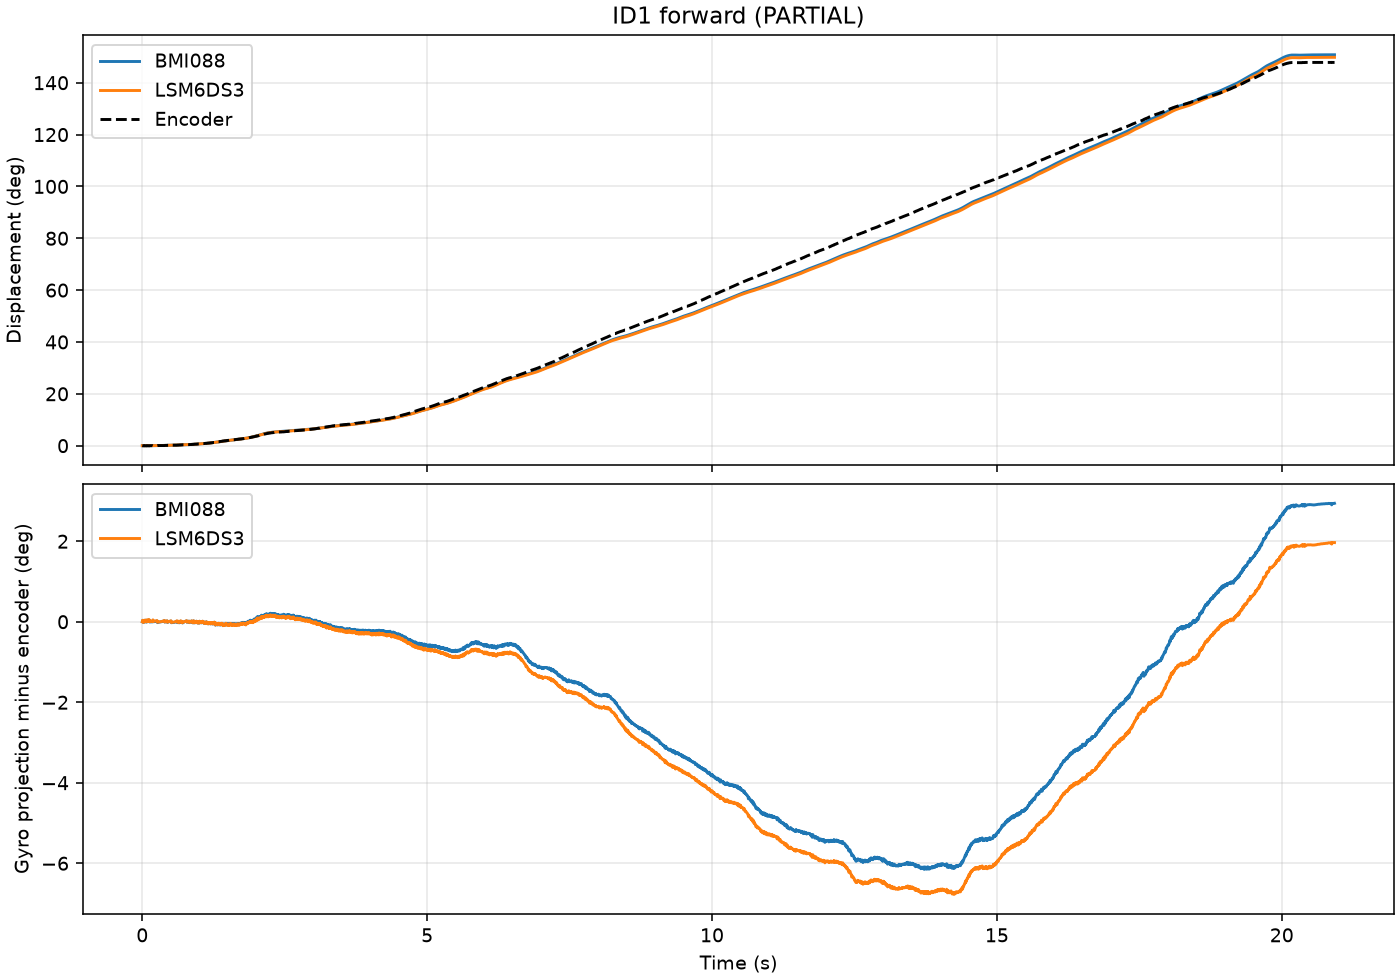 ID1 forward (PARTIAL)
BMI088
LSM6DS3
Encoder
Displacement (deg)
140
120
100
80
60
40
20
0
BMI088
LSM6DS3
Gyro projection minus encoder (deg)
2
0
−2
−4
−6
0 5 10 15 20
Time (s)